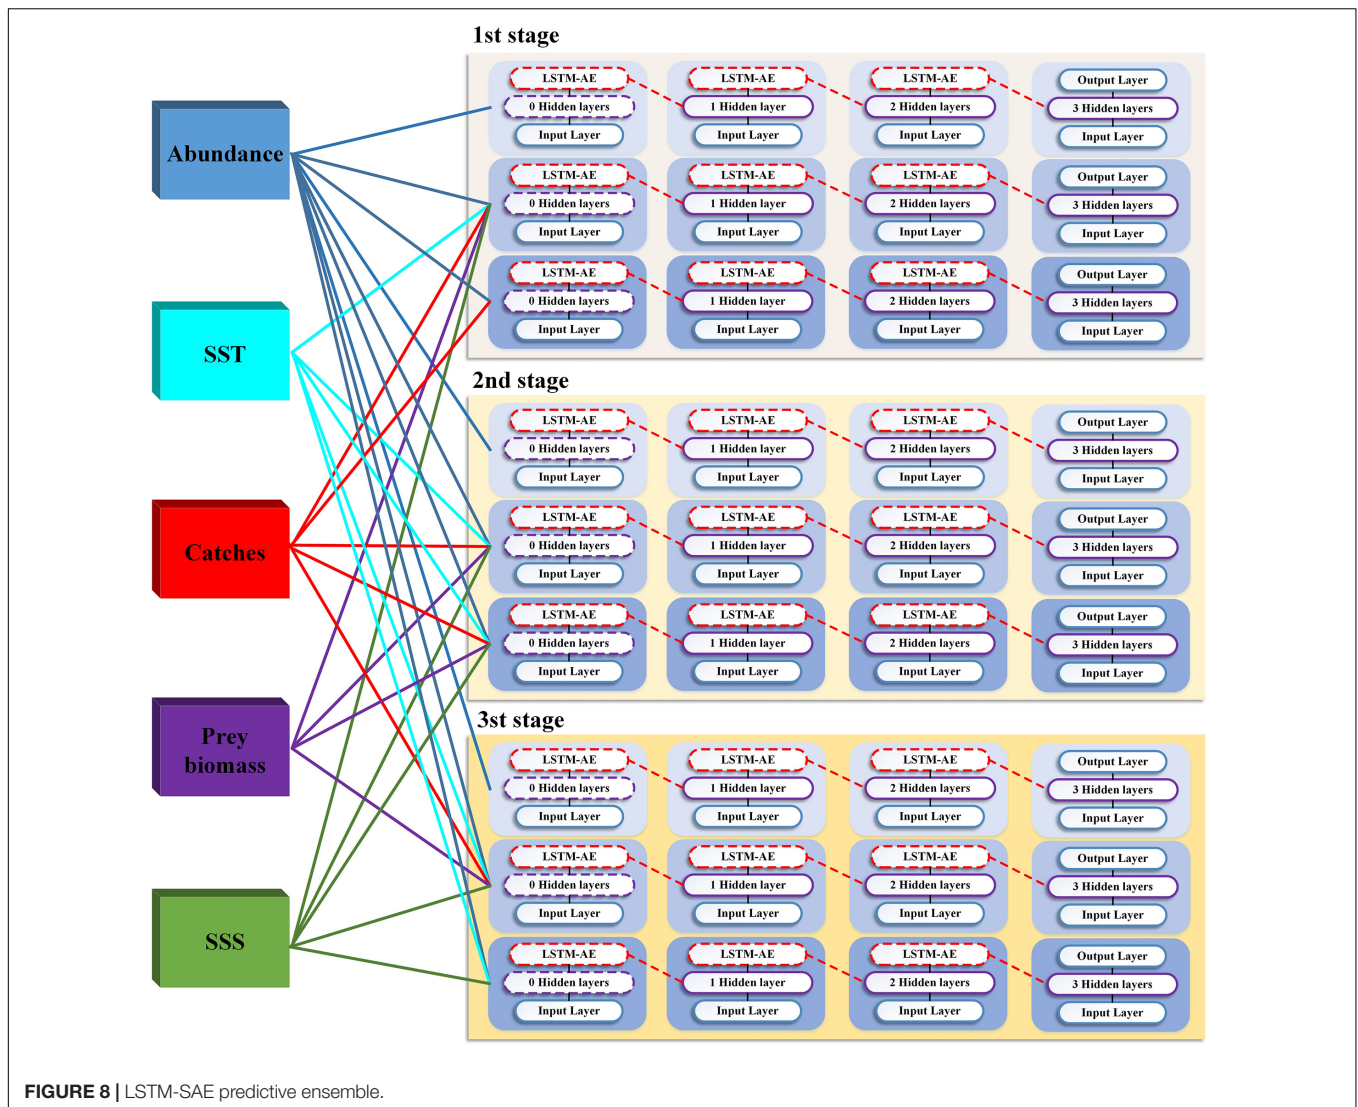 1st stage
LSTM-AE LSTM-AE LSTM-AE Output Layer
0 Hidden layers 1 Hidden layer 2 Hidden layers 3 Hidden layers
Input Layer Input Layer Input Layer Input Layer
LSTM-AE LSTM-AE LSTM-AE Output Layer
0 Hidden layers 1 Hidden layer 2 Hidden layers 3 Hidden layers
Input Layer Input Layer Input Layer Input Layer
LSTM-AE LSTM-AE LSTM-AE Output Layer
0 Hidden layers 1 Hidden layer 2 Hidden layers 3 Hidden layers
Input Layer Input Layer Input Layer Input Layer
Abundance
SST
Catches
Prey
biomass
SSS
2nd stage
LSTM-AE LSTM-AE LSTM-AE Output Layer
0 Hidden layers 1 Hidden layer 2 Hidden layers 3 Hidden layers
Input Layer Input Layer Input Layer Input Layer
LSTM-AE LSTM-AE LSTM-AE Output Layer
0 Hidden layers 1 Hidden layer 2 Hidden layers 3 Hidden layers
Input Layer Input Layer Input Layer Input Layer
LSTM-AE LSTM-AE LSTM-AE Output Layer
0 Hidden layers 1 Hidden layer 2 Hidden layers 3 Hidden layers
Input Layer Input Layer Input Layer Input Layer
3st stage
LSTM-AE LSTM-AE LSTM-AE Output Layer
0 Hidden layers 1 Hidden layer 2 Hidden layers 3 Hidden layers
Input Layer Input Layer Input Layer Input Layer
LSTM-AE LSTM-AE LSTM-AE Output Layer
0 Hidden layers 1 Hidden layer 2 Hidden layers 3 Hidden layers
Input Layer Input Layer Input Layer Input Layer
LSTM-AE LSTM-AE LSTM-AE Output Layer
0 Hidden layers 1 Hidden layer 2 Hidden layers 3 Hidden layers
Input Layer Input Layer Input Layer Input Layer
FIGURE 8 | LSTM-SAE predictive ensemble.